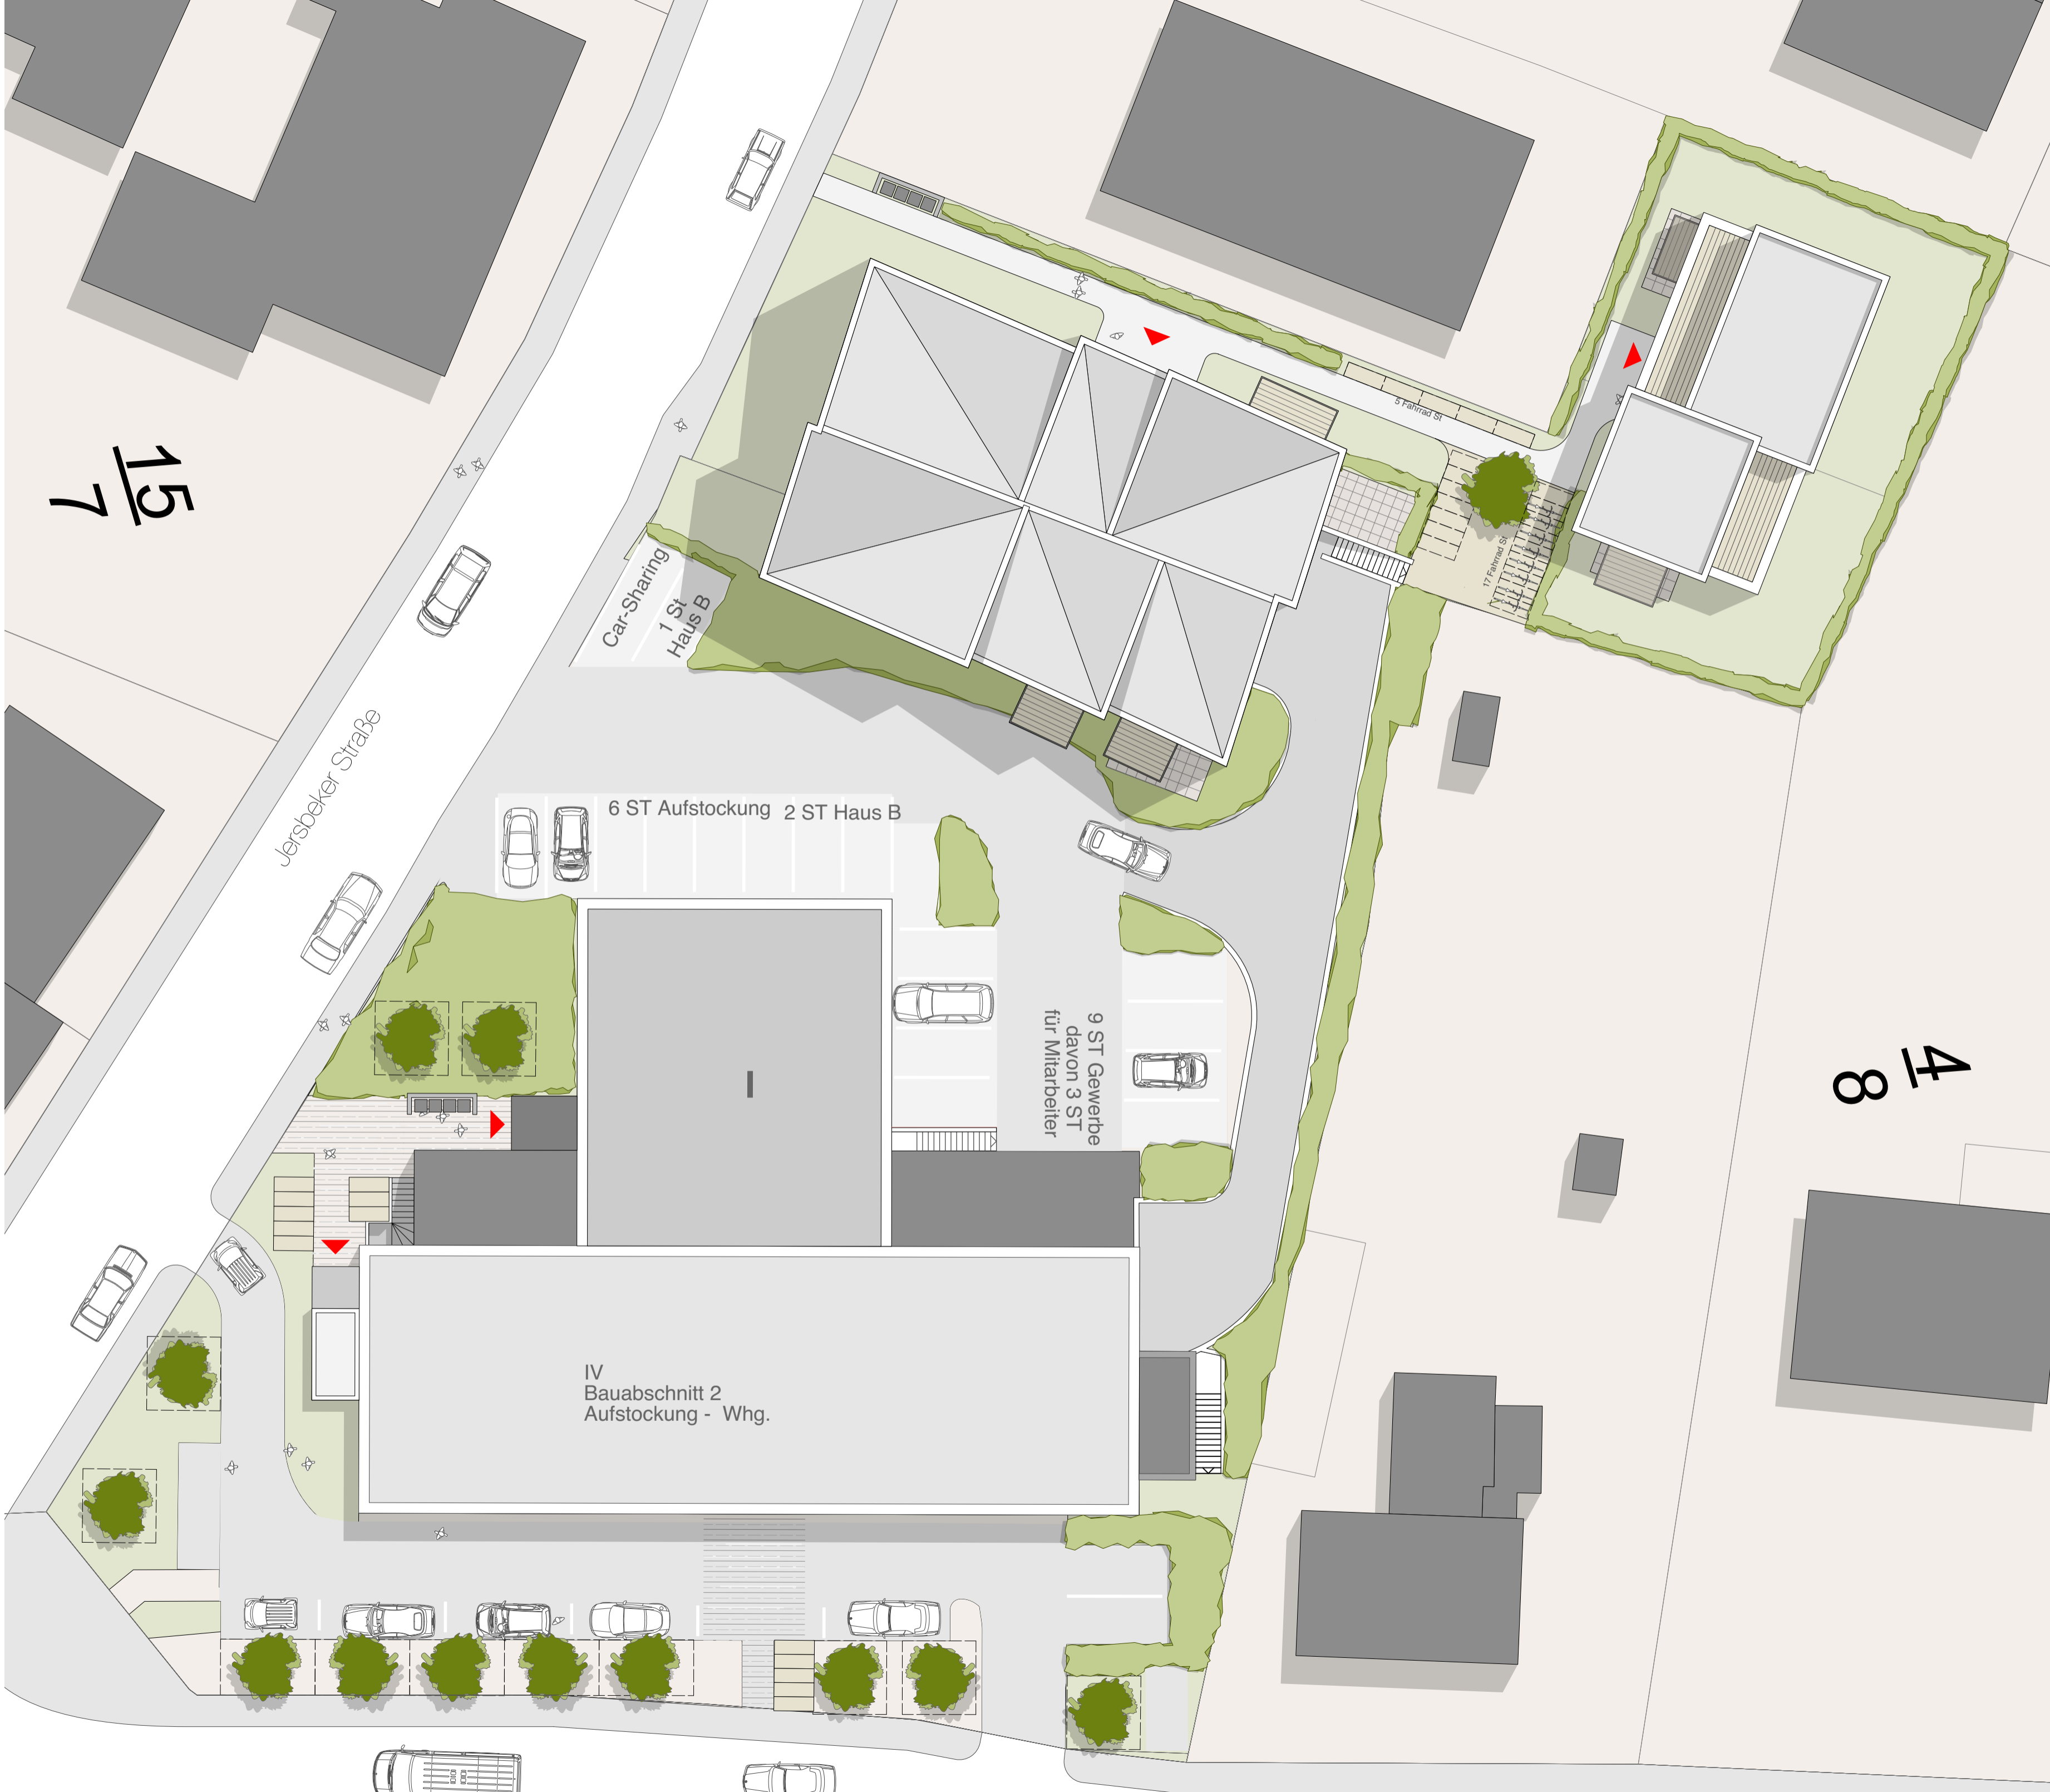 15
7
5 Fahrrad St
17 Fahrrad St
Car-Sharing
1 St
Haus B
Jersbeker Straße
6 ST Aufstockung
2 ST Haus B
9 ST Gewerbe
davon 3 ST
für Mitarbeiter
I
4
8
IV
Bauabschnitt 2
Aufstockung - Whg.